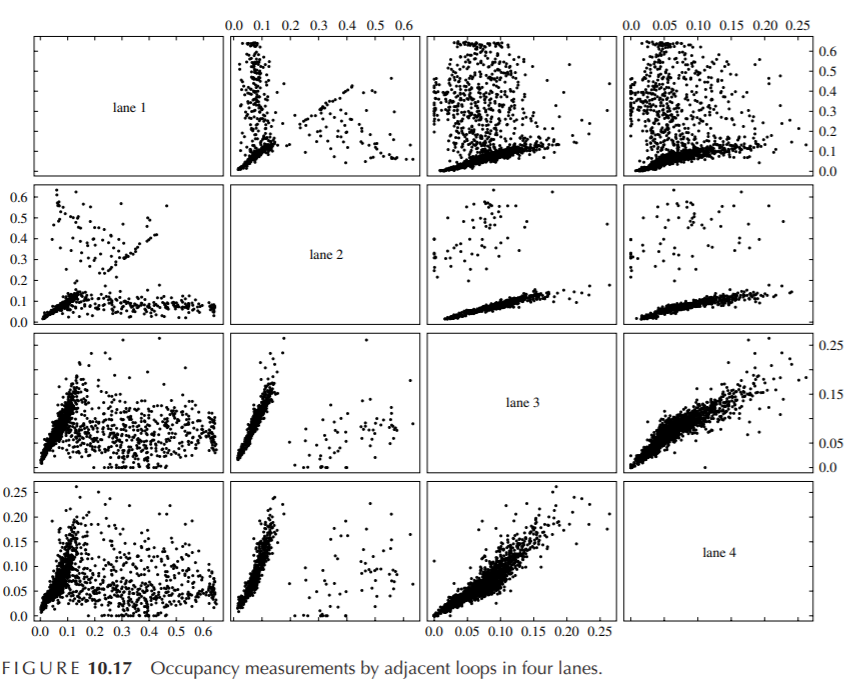 0.0 0.1 0.2 0.3 0.4 0.5 0.6
0.0 0.05 0.10 0.15 0.20 0.25
lane 1
0.6
0.5
0.4
0.3
0.2
0.1
0.0
0.6
0.5
0.4
0.3
0.2
0.1
0.0
lane 2
lane 3
0.25
0.15
0.05
0.0
0.25
0.20
0.15
0.10
0.05
0.0
lane 4
0.0 0.1 0.2 0.3 0.4 0.5 0.6
0.0 0.05 0.10 0.15 0.20 0.25
FIGURE 10.17 Occupancy measurements by adjacent loops in four lanes.